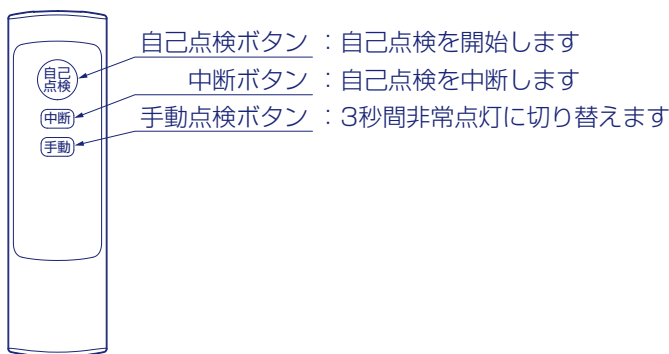 自己点検ボタン：自己点検を開始します
自己
点検
中断ボタン：自己点検を中断します
中断
手動点検ボタン：3秒間非常点灯に切り替えます
手動